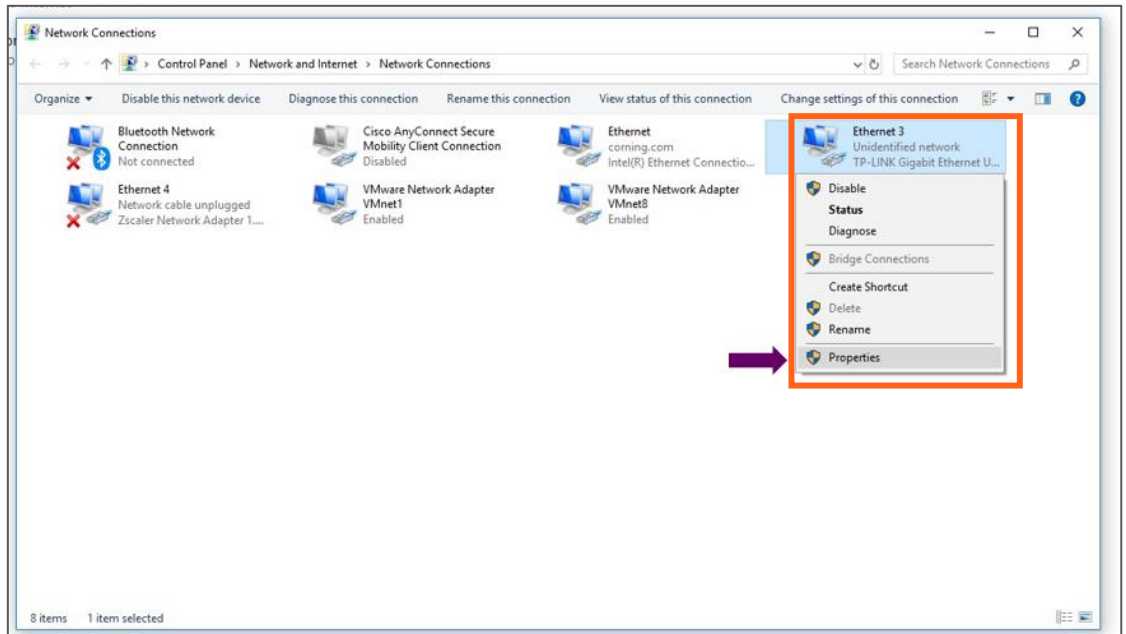 Network Connections
Control Panel > Network and Internet > Network Connections
Search Network Connections
Organize
Disable this network device
Diagnose this connection
Rename this connection
View status of this connection
Change settings of this connection
Bluetooth Network
Connection
Not connected
Cisco AnyConnect Secure
Mobility Client Connection
Disabled
Ethernet
corning.com
Intel(R) Ethernet Connectio...
Ethernet 3
Unidentified network
TP-LINK Gigabit Ethernet U...
Ethernet 4
Network cable unplugged
Zscaler Network Adapter 1....
VMware Network Adapter
VMnet1
Enabled
VMware Network Adapter
VMnet8
Enabled
Disable
Status
Diagnose
Bridge Connections
Create Shortcut
Delete
Rename
Properties
8 items 1 item selected